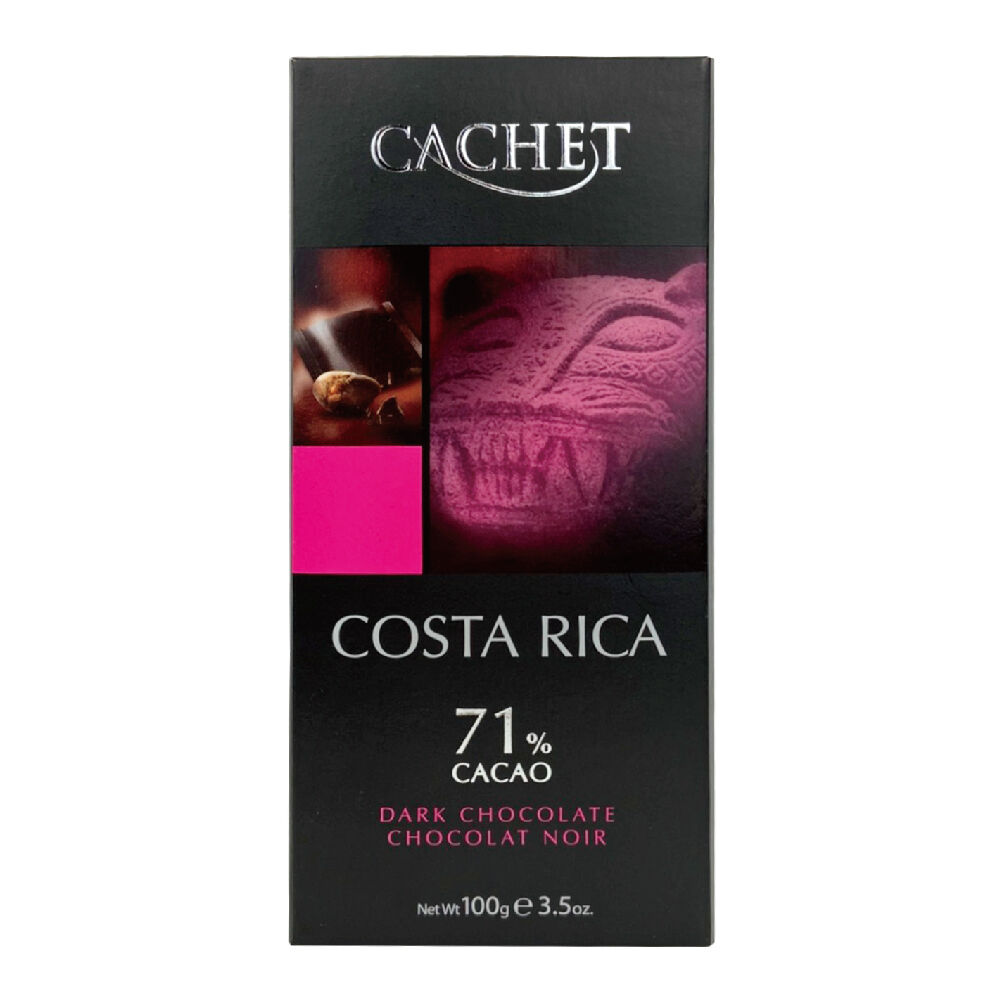 CACHET
COSTA RICA
71%
CACAO
DARK CHOCOLATE
CHOCOLAT NOIR
Net Wt 100g ℮ 3.5oz.